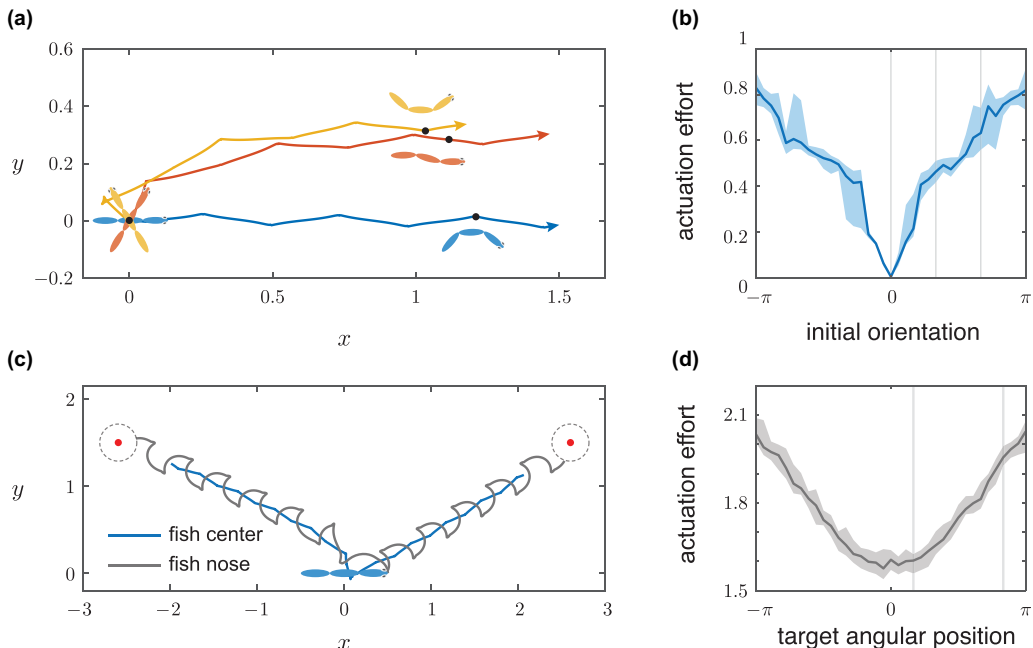 (a)
0.6
0.4
0.2
0
−0.2
y
0
0.5
1
1.5
x
(b)
1
0.8
0.6
0.4
0.2
0
actuation effort
−π
0
π
initial orientation
(c)
2
1
0
y
fish center
fish nose
−3
−2
−1
0
1
2
3
x
(d)
2.1
1.8
1.5
actuation effort
−π
0
π
target angular position